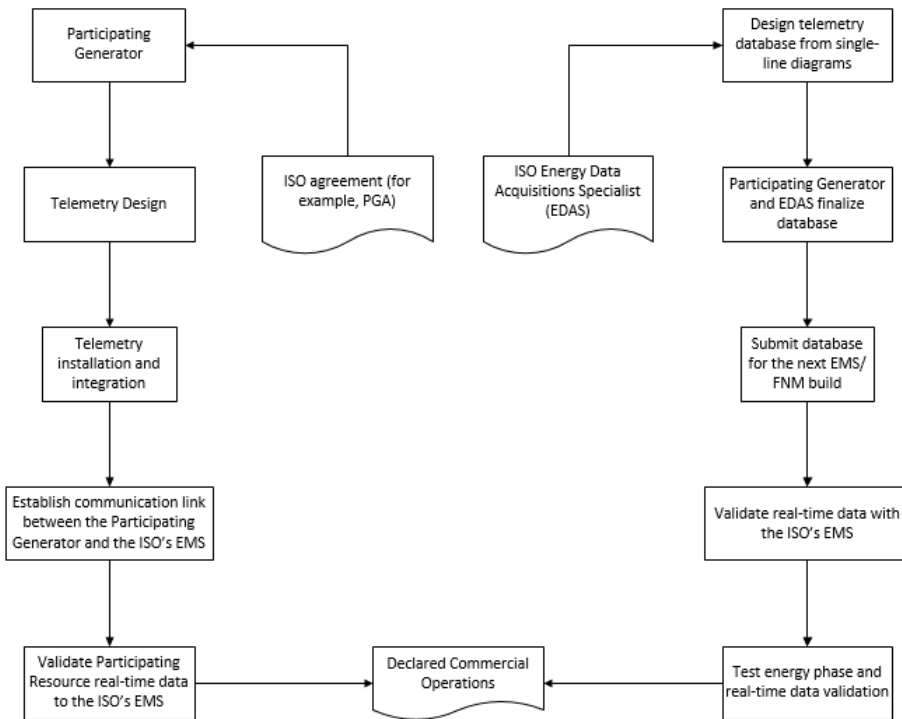 Participating
Generator
Design telemetry
database from single-
line diagrams
Telemetry Design
ISO agreement (for
example, PGA)
ISO Energy Data
Acquisitions Specialist
(EDAS)
Participating Generator
and EDAS finalize
database
Telemetry
installation and
integration
Submit database
for the next EMS/
FNM build
Establish communication link
between the Participating
Generator and the ISO's EMS
Validate real-time data with
the ISO's EMS
Validate Participating
Resource real-time data
to the ISO's EMS
Declared Commercial
Operations
Test energy phase and
real-time data validation